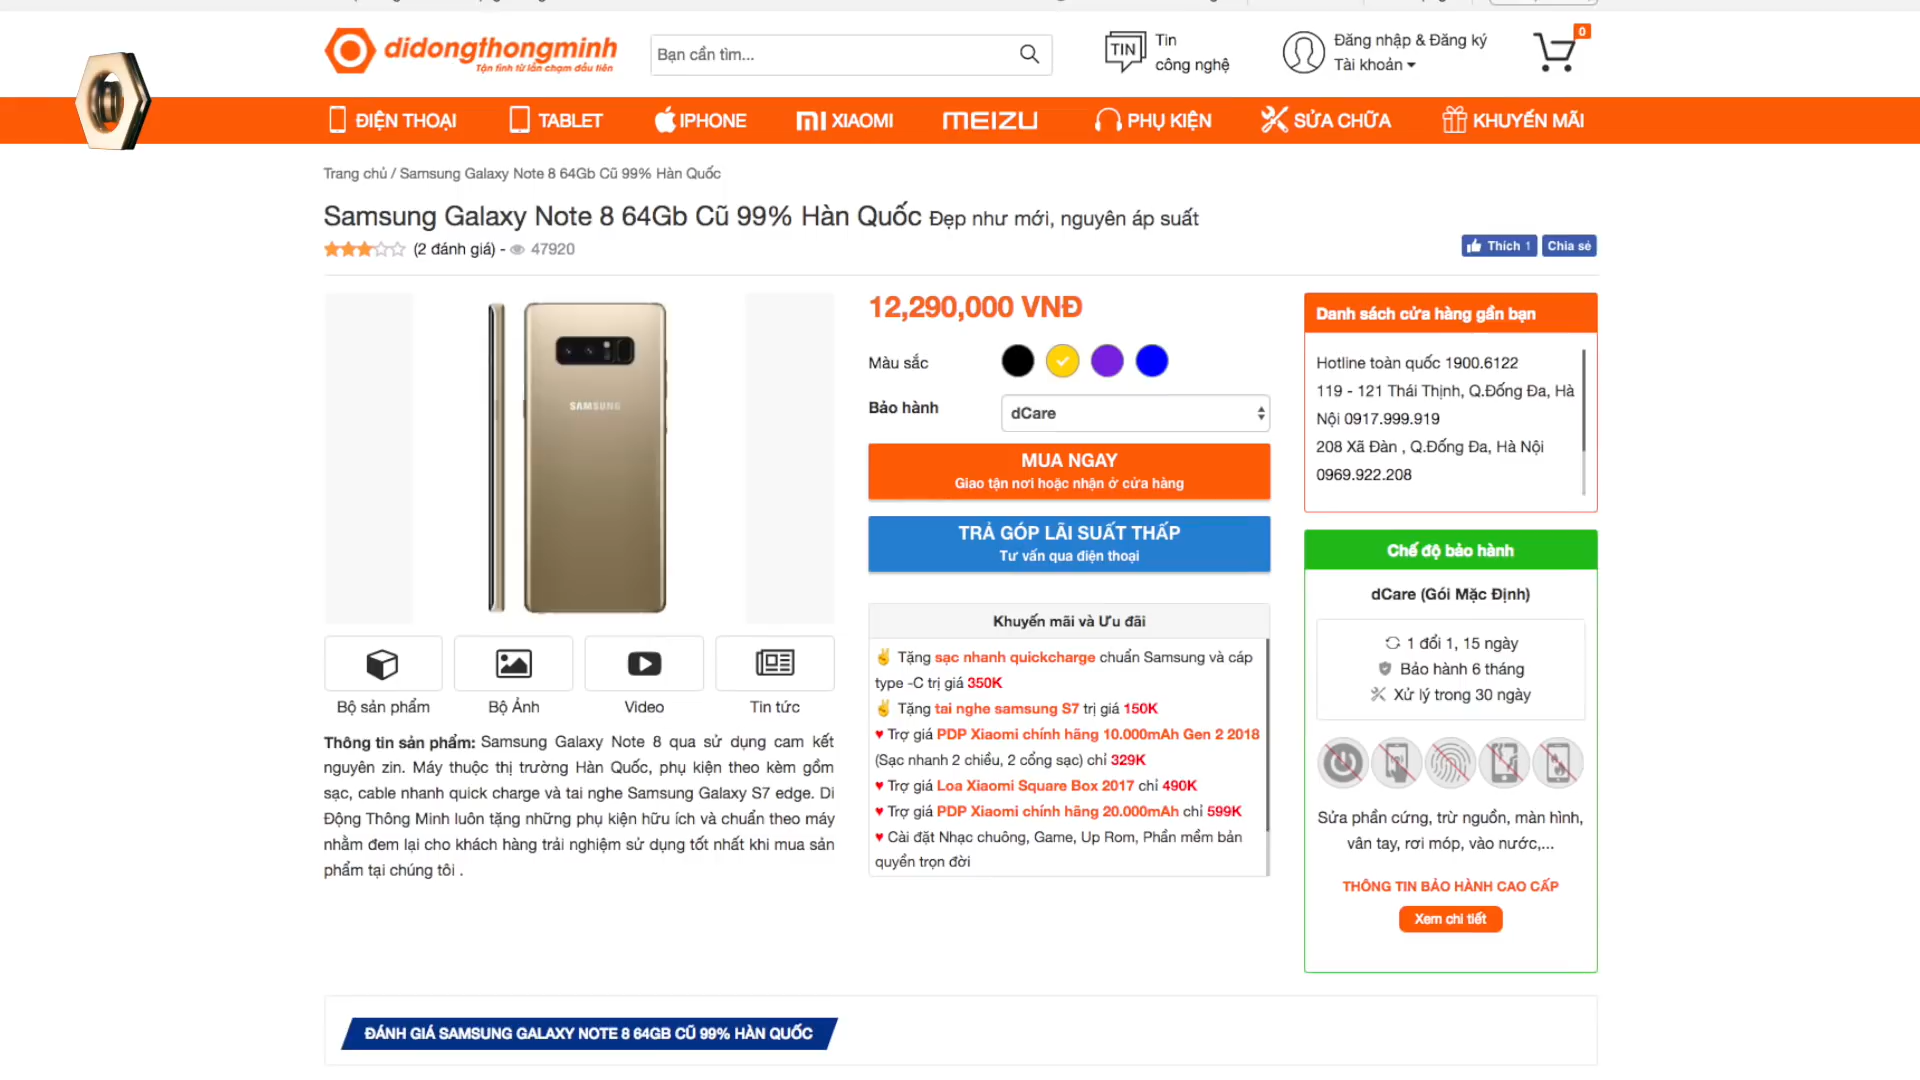 didongthongminh
Tận tình từ lần chạm đầu tiên
Bạn cần tìm...
TIN
Tin
công nghệ
Đăng nhập & Đăng ký
Tài khoản
0
ĐIỆN THOẠI
TABLET
IPHONE
MI XIAOMI
MEIZU
PHỤ KIỆN
SỬA CHỮA
KHUYẾN MÃI
Trang chủ / Samsung Galaxy Note 8 64Gb Cũ 99% Hàn Quốc
Samsung Galaxy Note 8 64Gb Cũ 99% Hàn Quốc Đẹp như mới, nguyên áp suất
(2 đánh giá) - 47920
Thích 1
Chia sẻ
SAMSUNG
Bộ sản phẩm
Bộ Ảnh
Video
Tin tức
Thông tin sản phẩm: Samsung Galaxy Note 8 qua sử dụng cam kết
nguyên zin. Máy thuộc thị trường Hàn Quốc, phụ kiện theo kèm gồm
sạc, cable nhanh quick charge và tai nghe Samsung Galaxy S7 edge. Di
Động Thông Minh luôn tặng những phụ kiện hữu ích và chuẩn theo máy
nhằm đem lại cho khách hàng trải nghiệm sử dụng tốt nhất khi mua sản
phẩm tại chúng tôi .
12,290,000 VNĐ
Màu sắc
Bảo hành
dCare
MUA NGAY
Giao tận nơi hoặc nhận ở cửa hàng
TRẢ GÓP LÃI SUẤT THẤP
Tư vấn qua điện thoại
Khuyến mãi và Ưu đãi
✌ Tặng sạc nhanh quickcharge chuẩn Samsung và cáp
type -C trị giá 350K
✌ Tặng tai nghe samsung S7 trị giá 150K
♥ Trợ giá PDP Xiaomi chính hãng 10.000mAh Gen 2 2018
(Sạc nhanh 2 chiều, 2 cổng sạc) chỉ 329K
♥ Trợ giá Loa Xiaomi Square Box 2017 chỉ 490K
♥ Trợ giá PDP Xiaomi chính hãng 20.000mAh chỉ 599K
♥ Cài đặt Nhạc chuông, Game, Up Rom, Phần mềm bản
quyền trọn đời
Danh sách cửa hàng gần bạn
Hotline toàn quốc 1900.6122
119 - 121 Thái Thịnh, Q.Đống Đa, Hà
Nội 0917.999.919
208 Xã Đàn , Q.Đống Đa, Hà Nội
0969.922.208
Chế độ bảo hành
dCare (Gói Mặc Định)
1 đổi 1, 15 ngày
Bảo hành 6 tháng
Xử lý trong 30 ngày
Sửa phần cứng, trừ nguồn, màn hình,
vân tay, rơi móp, vào nước,...
THÔNG TIN BẢO HÀNH CAO CẤP
Xem chi tiết
ĐÁNH GIÁ SAMSUNG GALAXY NOTE 8 64GB CŨ 99% HÀN QUỐC